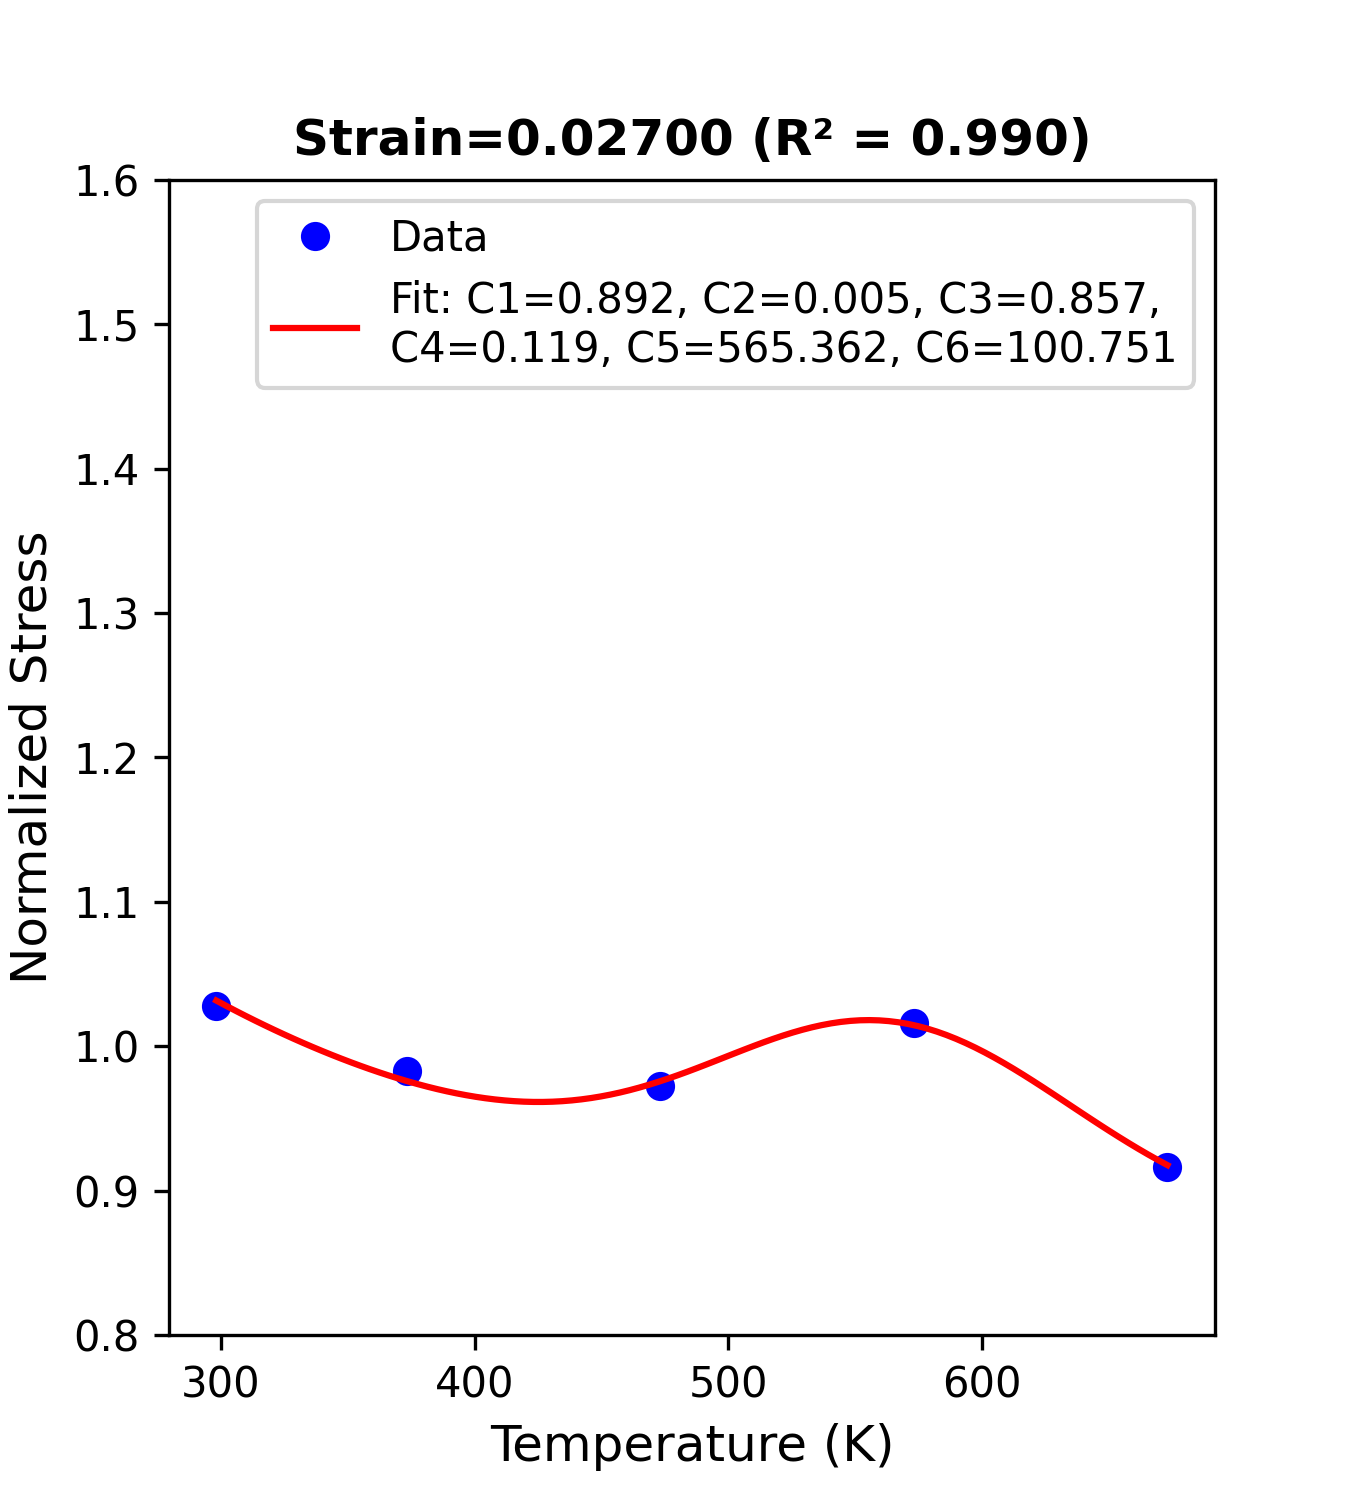 Strain=0.02700 (R² = 0.990)
Data
Fit: C1=0.892, C2=0.005, C3=0.857,
C4=0.119, C5=565.362, C6=100.751
1.6
1.5
1.4
1.3
1.2
1.1
1.0
0.9
0.8
Normalized Stress
300 400 500 600
Temperature (K)